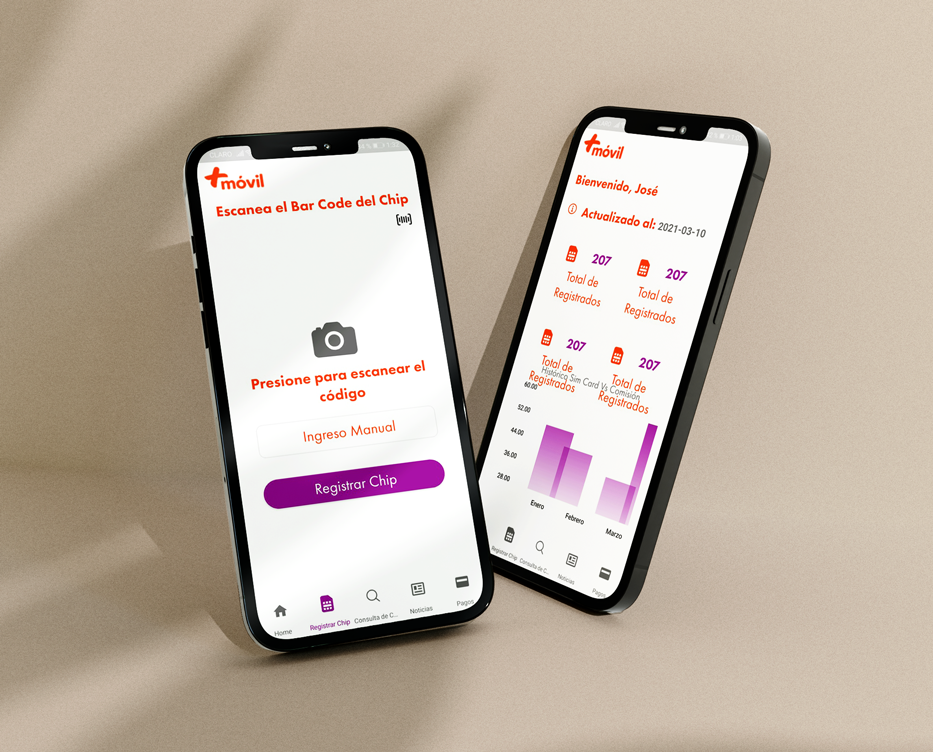 +móvil
Escanea el Bar Code del Chip
Presione para escanear el
código
Ingreso Manual
Registrar Chip
Home
Registrar Chip
Consulta de C...
Noticias
Pagos
+móvil
Bienvenido, José
Actualizado al: 2021-03-10
207
Total de
Registrados
207
Total de
Registrados
207
Total de
Registrados
207
Total de
Registrados
Histórico Sim Card Vs Comisión
60.00
52.00
44.00
36.00
28.00
Enero
Febrero
Marzo
Registrar Chip
Consulta de C...
Noticias
Pagos